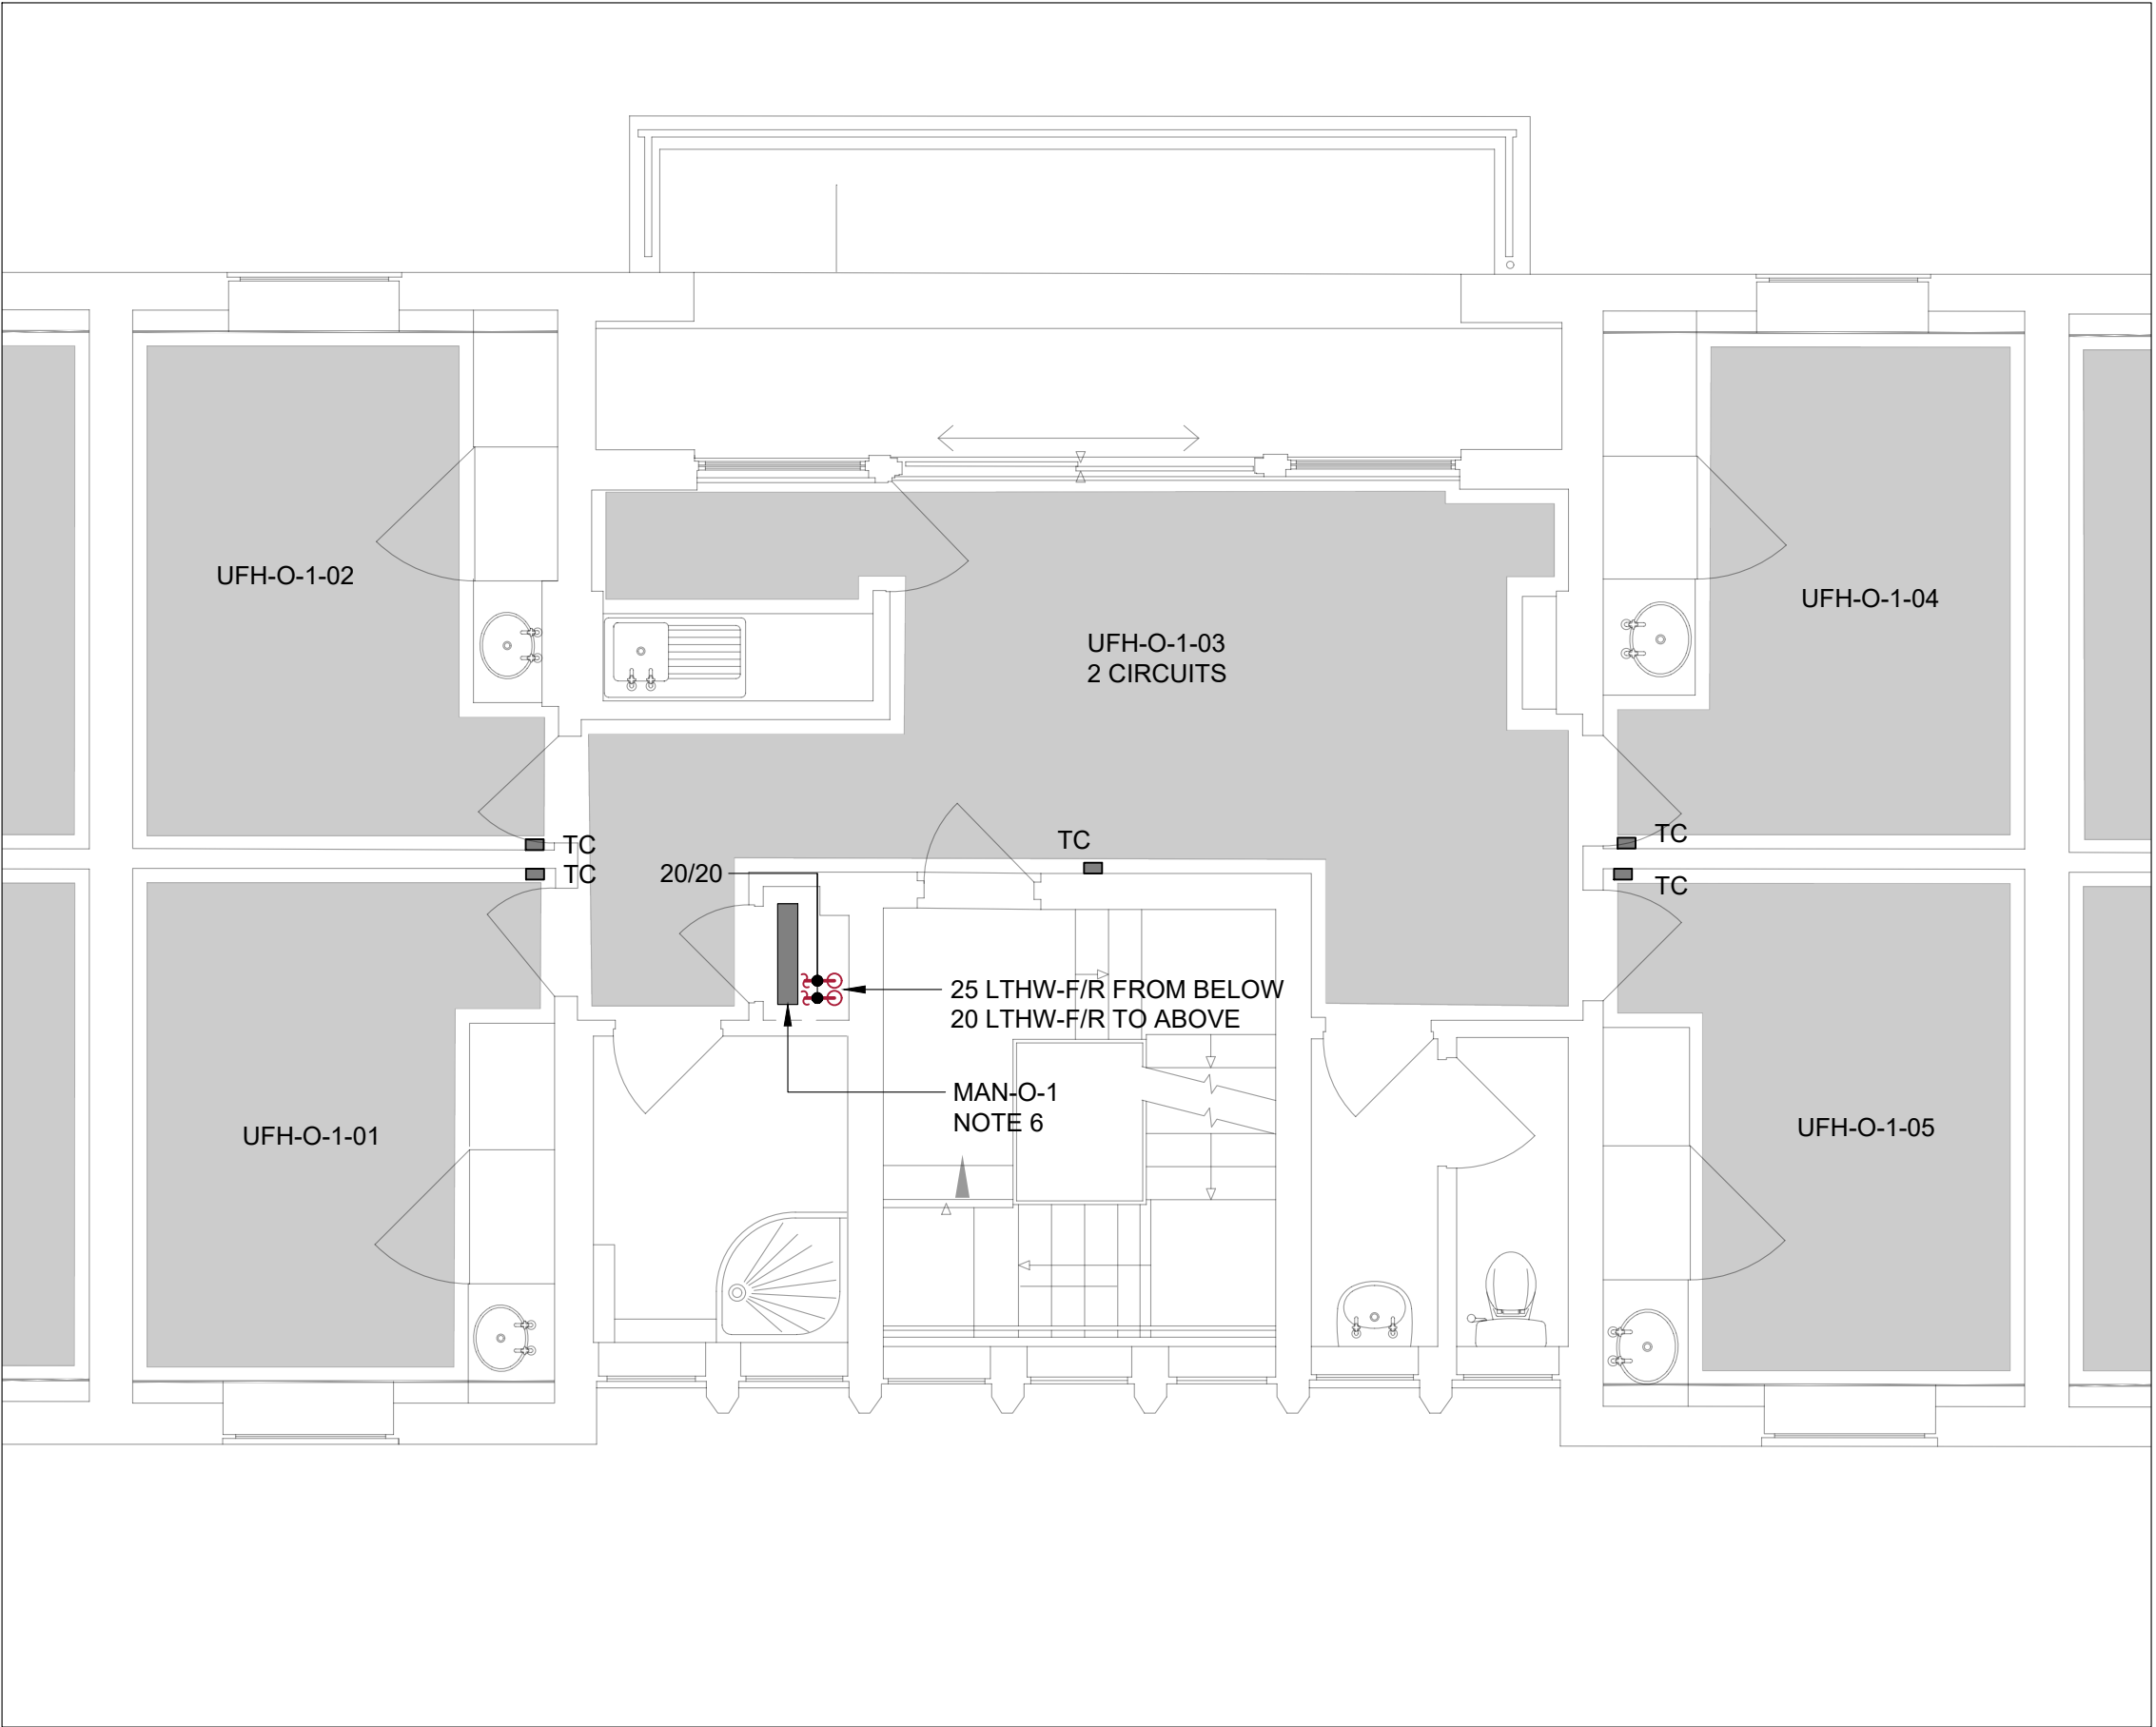 UFH-O-1-02
UFH-O-1-04
UFH-O-1-03
2 CIRCUITS
TC
TC
TC
TC
20/20
TC
25 LTHW-F/R FROM BELOW
20 LTHW-F/R TO ABOVE
MAN-O-1
NOTE 6
UFH-O-1-01
UFH-O-1-05